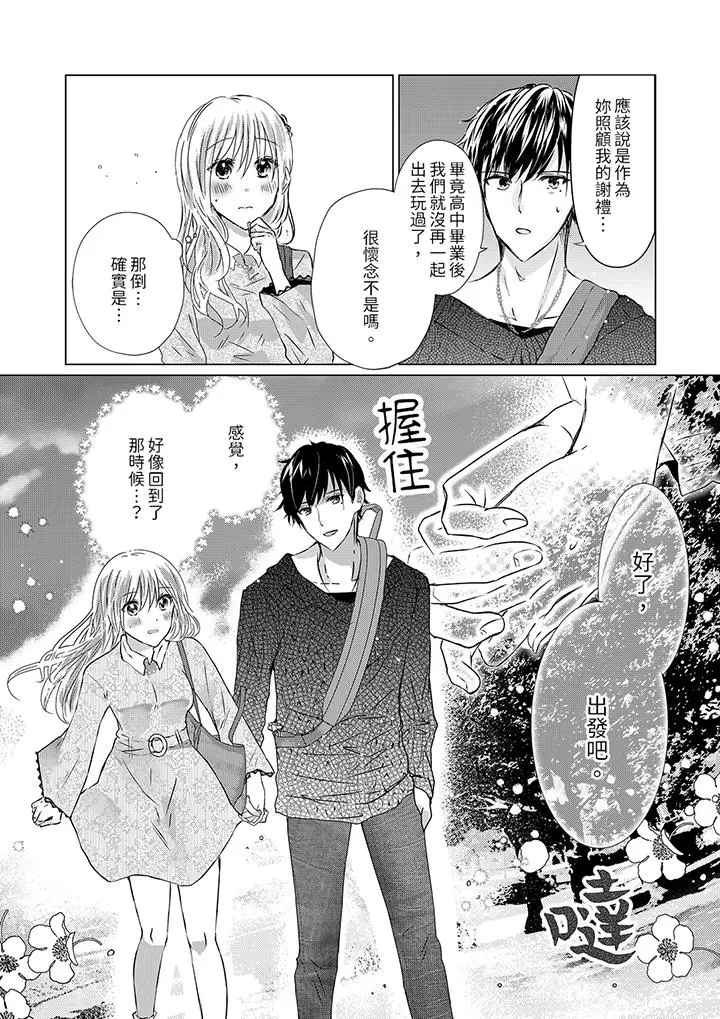 應該說是作為
妳照顧我的謝禮…
畢竟高中畢業後
我們就沒再一起
出去玩過了，
很懷念不是嗎。
那倒…
確實是…
握住
好了，
出發吧。
感覺，
好像回到了
那時候…？
噠